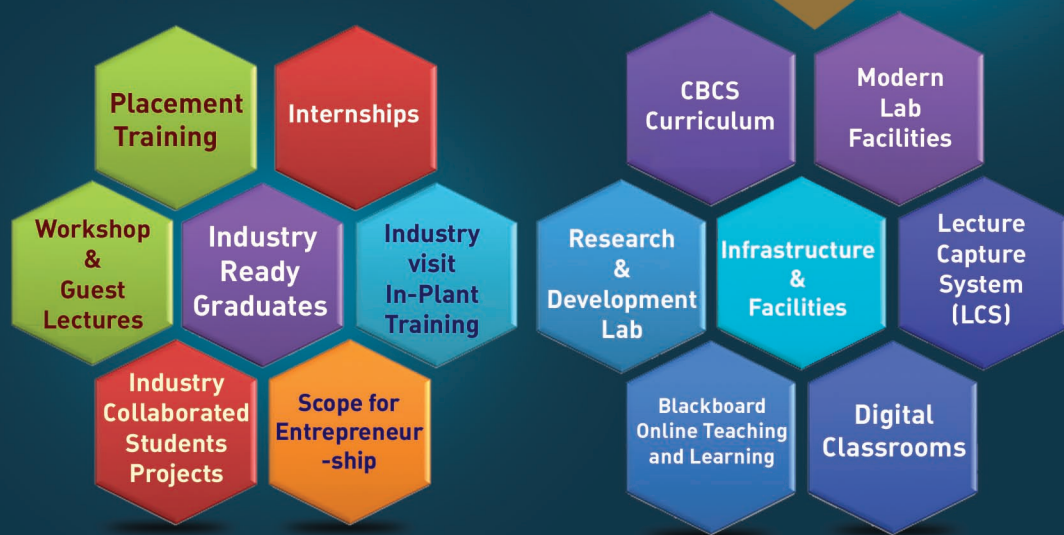 Placement
Training
Internships
Workshop
&
Guest
Lectures
Industry
Ready
Graduates
Industry
visit
In-Plant
Training
Industry
Collaborated
Students
Projects
Scope for
Entrepreneur
-ship
CBCS
Curriculum
Modern
Lab
Facilities
Research
&
Development
Lab
Infrastructure
&
Facilities
Lecture
Capture
System
(LCS)
Blackboard
Online Teaching
and Learning
Digital
Classrooms